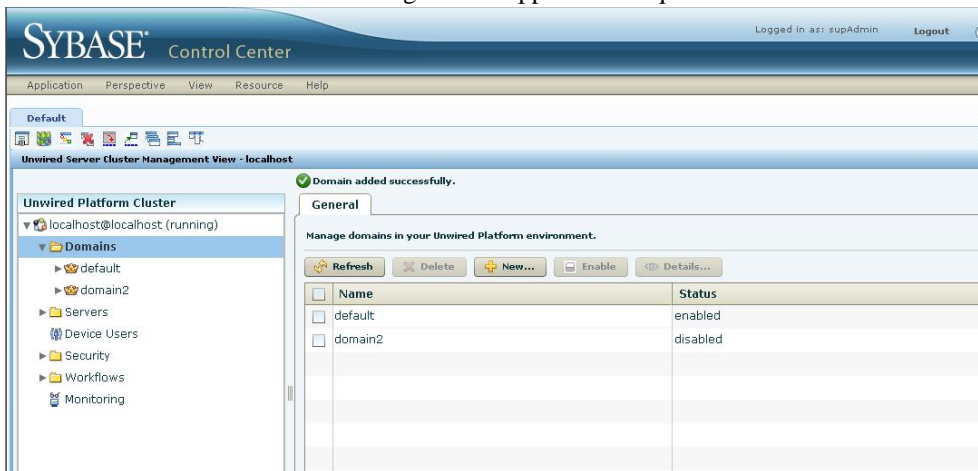 SYBASE Control Center
Logged in as: supAdmin Logout
Application Perspective View Resource Help
Default
Unwired Server Cluster Management View - localhost
Domain added successfully.
Unwired Platform Cluster
General
localhost@localhost (running)
Manage domains in your Unwired Platform environment.
Domains
Refresh Delete New... Enable Details...
default
Name Status
domain2
default enabled
Servers
domain2 disabled
Device Users
Security
Workflows
Monitoring